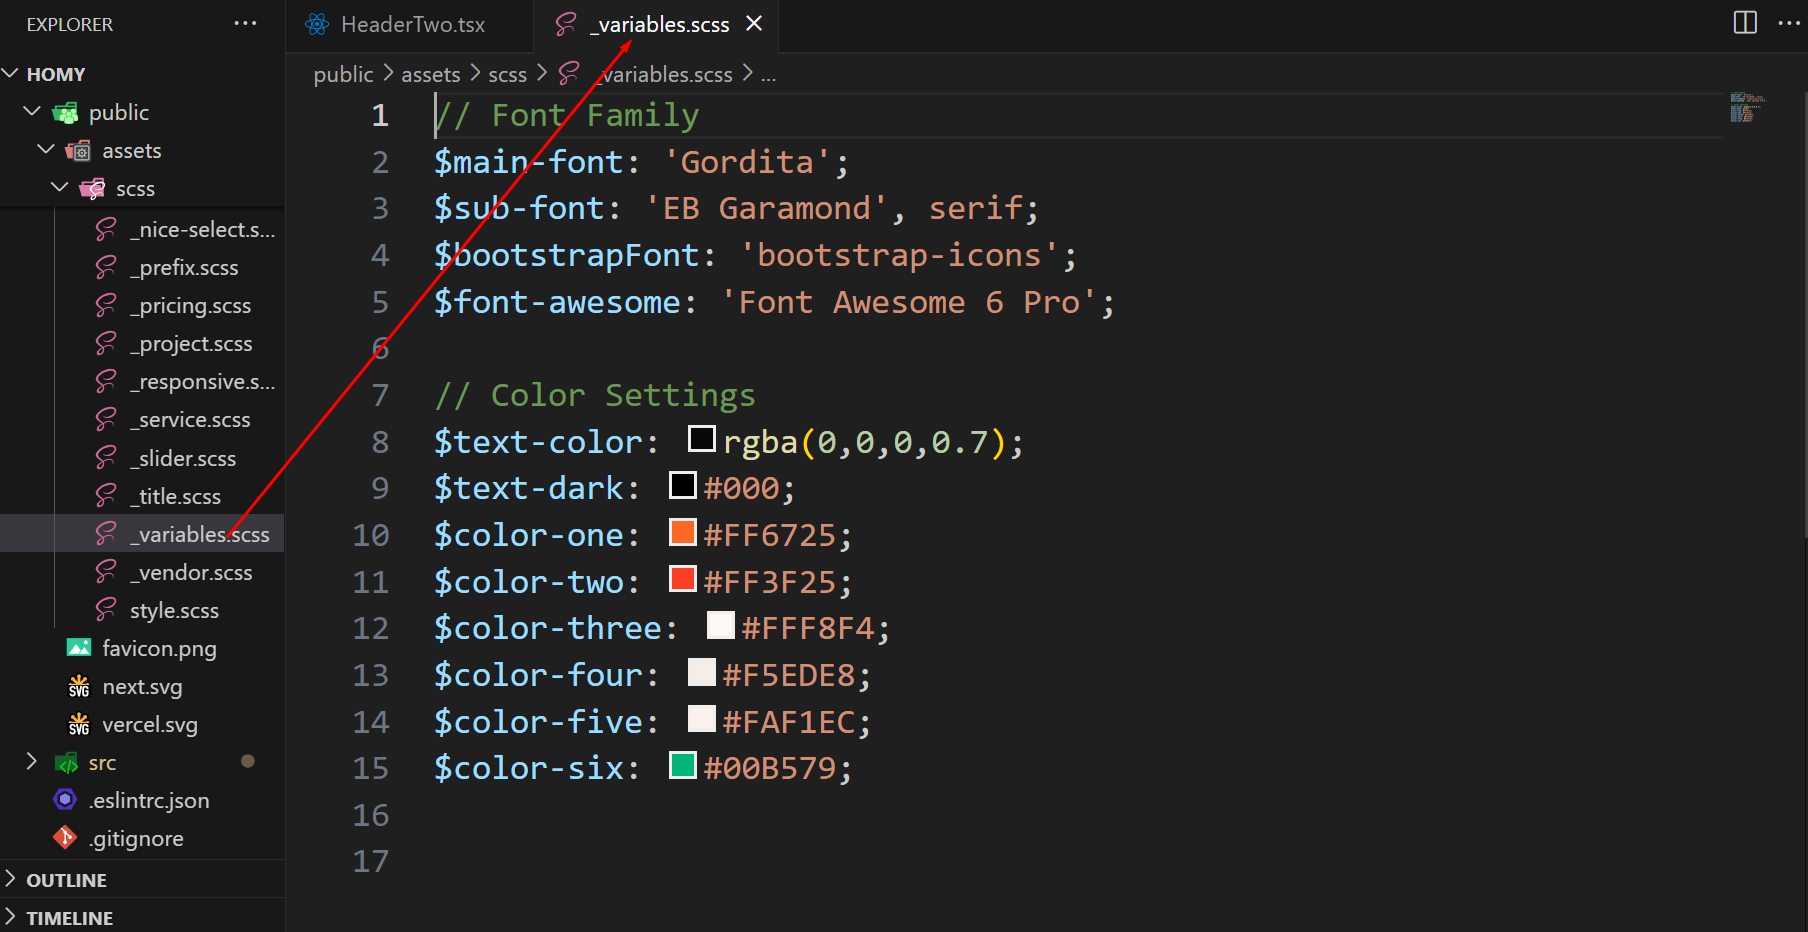 EXPLORER
HOMY
public
assets
scss
_nice-select.s...
_prefix.scss
_pricing.scss
_project.scss
_responsive.s...
_service.scss
_slider.scss
_title.scss
_variables.scss
_vendor.scss
style.scss
favicon.png
next.svg
vercel.svg
src
.eslintrc.json
.gitignore
OUTLINE
TIMELINE
HeaderTwo.tsx
_variables.scss
public > assets > scss > _variables.scss > ...
1 // Font Family
2 $main-font: 'Gordita';
3 $sub-font: 'EB Garamond', serif;
4 $bootstrapFont: 'bootstrap-icons';
5 $font-awesome: 'Font Awesome 6 Pro';
6
7 // Color Settings
8 $text-color: rgba(0,0,0,0.7);
9 $text-dark: #000;
10 $color-one: #FF6725;
11 $color-two: #FF3F25;
12 $color-three: #FFF8F4;
13 $color-four: #F5EDE8;
14 $color-five: #FAF1EC;
15 $color-six: #00B579;
16
17